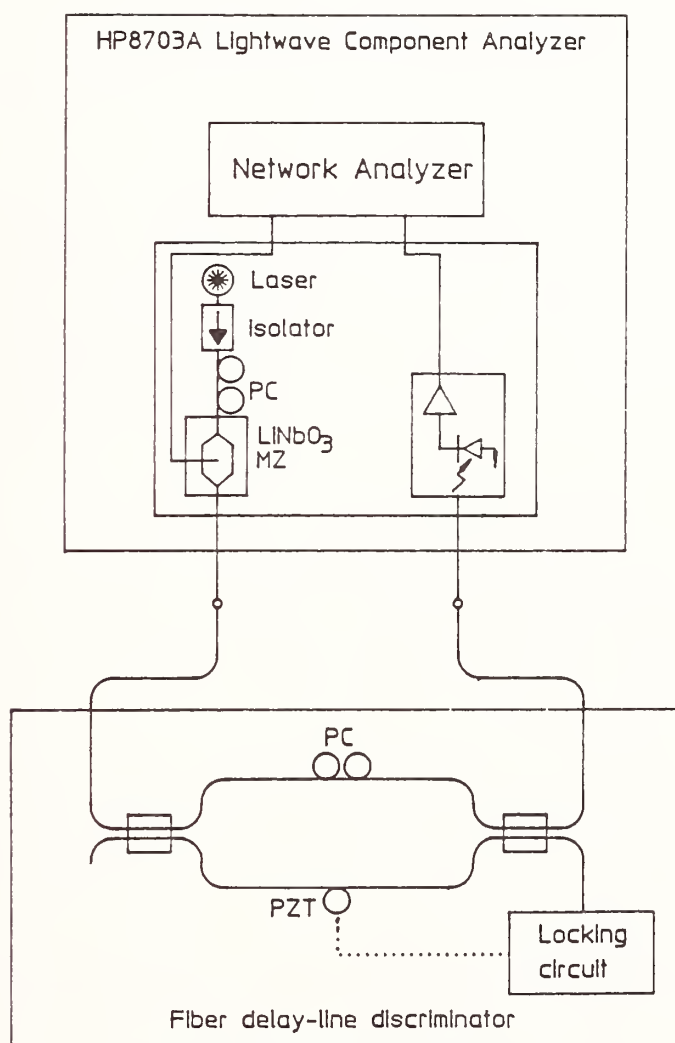 HP8703A Lightwave Component Analyzer
Network Analyzer
Laser
Isolator
PC
LiNbO3
MZ
PC
PZT
Locking
circuit
Fiber delay-line discriminator